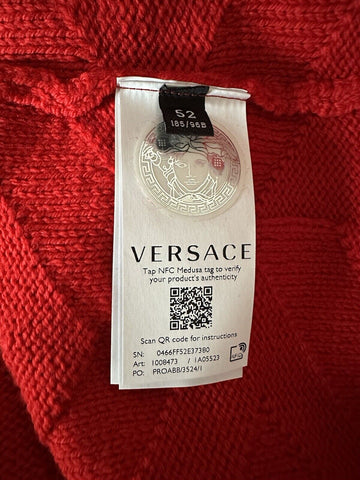 52
185/96B
VERSACE
Tap NFC Medusa tag to verify
your product's authenticity
Scan QR code for instructions
SN: 0466FF52E37380
Art: 1008473 / 1A05523
PO: PROABB/3524/1
NFC